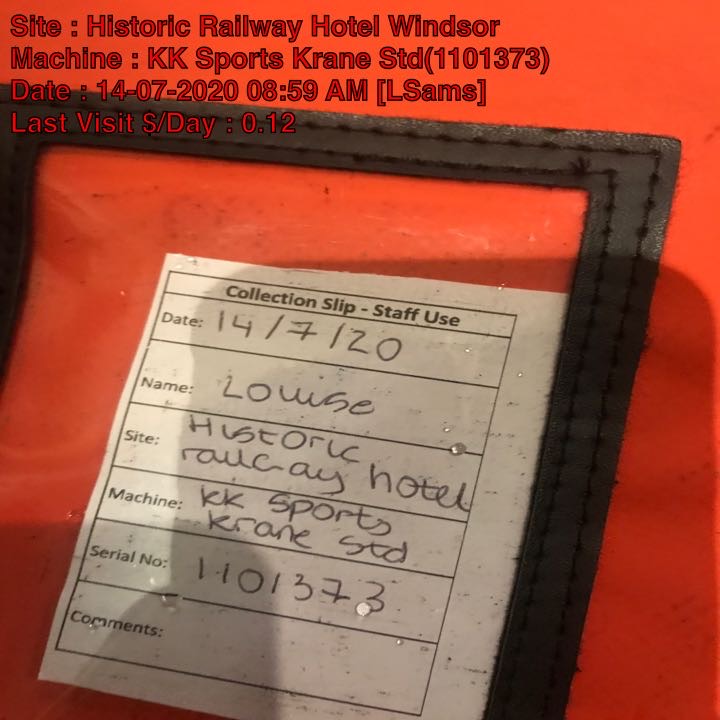 Site : Historic Railway Hotel Windsor
Machine : KK Sports Krane Std(1101373)
Date : 14-07-2020 08:59 AM [LSams]
Last Visit $/Day : 0.12
Collection Slip - Staff Use
Date: 14/7/20
Name: Louise
Site: Historic
railway hotel
Machine: KK Sports
Krane Std
Serial No: 1101373
Comments: